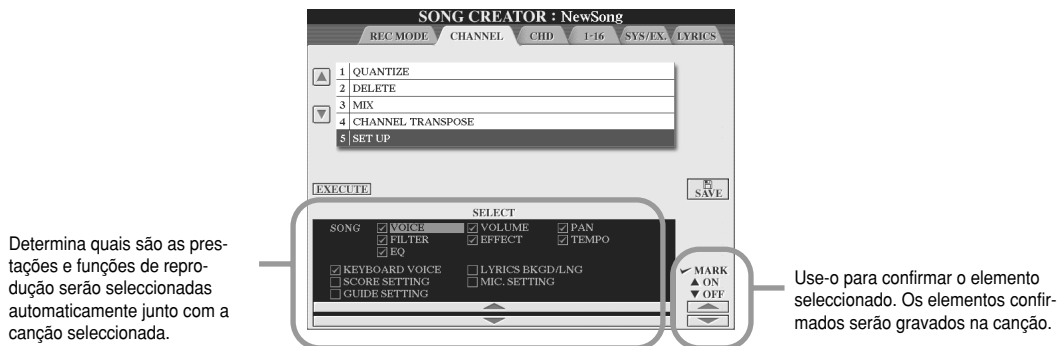 SONG CREATOR : NewSong
REC MODE CHANNEL CHD 1-16 SYS/EX. LYRICS
1 QUANTIZE
2 DELETE
3 MIX
4 CHANNEL TRANSPOSE
5 SET UP
EXECUTE
SAVE
SELECT
SONG VOICE VOLUME PAN
FILTER EFFECT TEMPO
EQ
KEYBOARD VOICE LYRICS BKGD/LNG
SCORE SETTING MIC. SETTING
GUIDE SETTING
MARK
▲ ON
▼ OFF
Determina quais são as pres-
tações e funções de repro-
dução serão seleccionadas
automaticamente junto com a
canção seleccionada.
Use-o para confirmar o elemento
seleccionado. Os elementos confir-
mados serão gravados na canção.